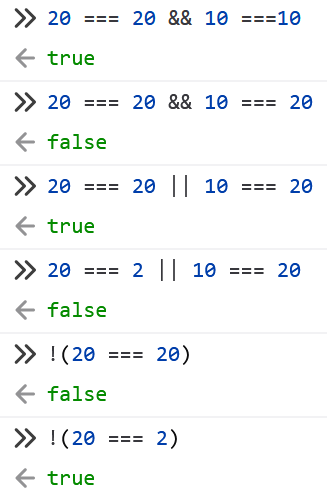 >> 20 === 20 && 10 ===10
← true
>> 20 === 20 && 10 === 20
← false
>> 20 === 20 || 10 === 20
← true
>> 20 === 2 || 10 === 20
← false
>> !(20 === 20)
← false
>> !(20 === 2)
← true